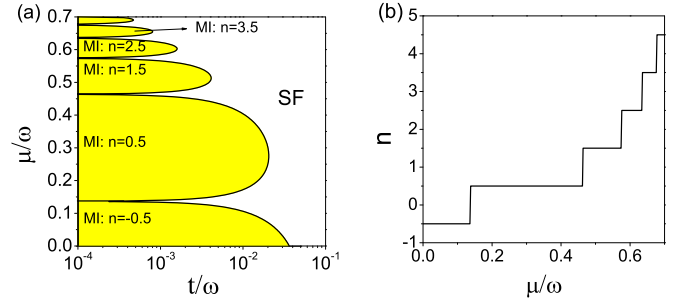 (a)
0.7
0.6
0.5
0.4
0.3
0.2
0.1
0.0
μ/ω
MI: n=3.5
MI: n=2.5
MI: n=1.5
SF
MI: n=0.5
MI: n=-0.5
10⁻⁴ 10⁻³ 10⁻² 10⁻¹
t/ω
(b)
5
4
3
2
1
0
-1
n
0.0 0.2 0.4 0.6
μ/ω